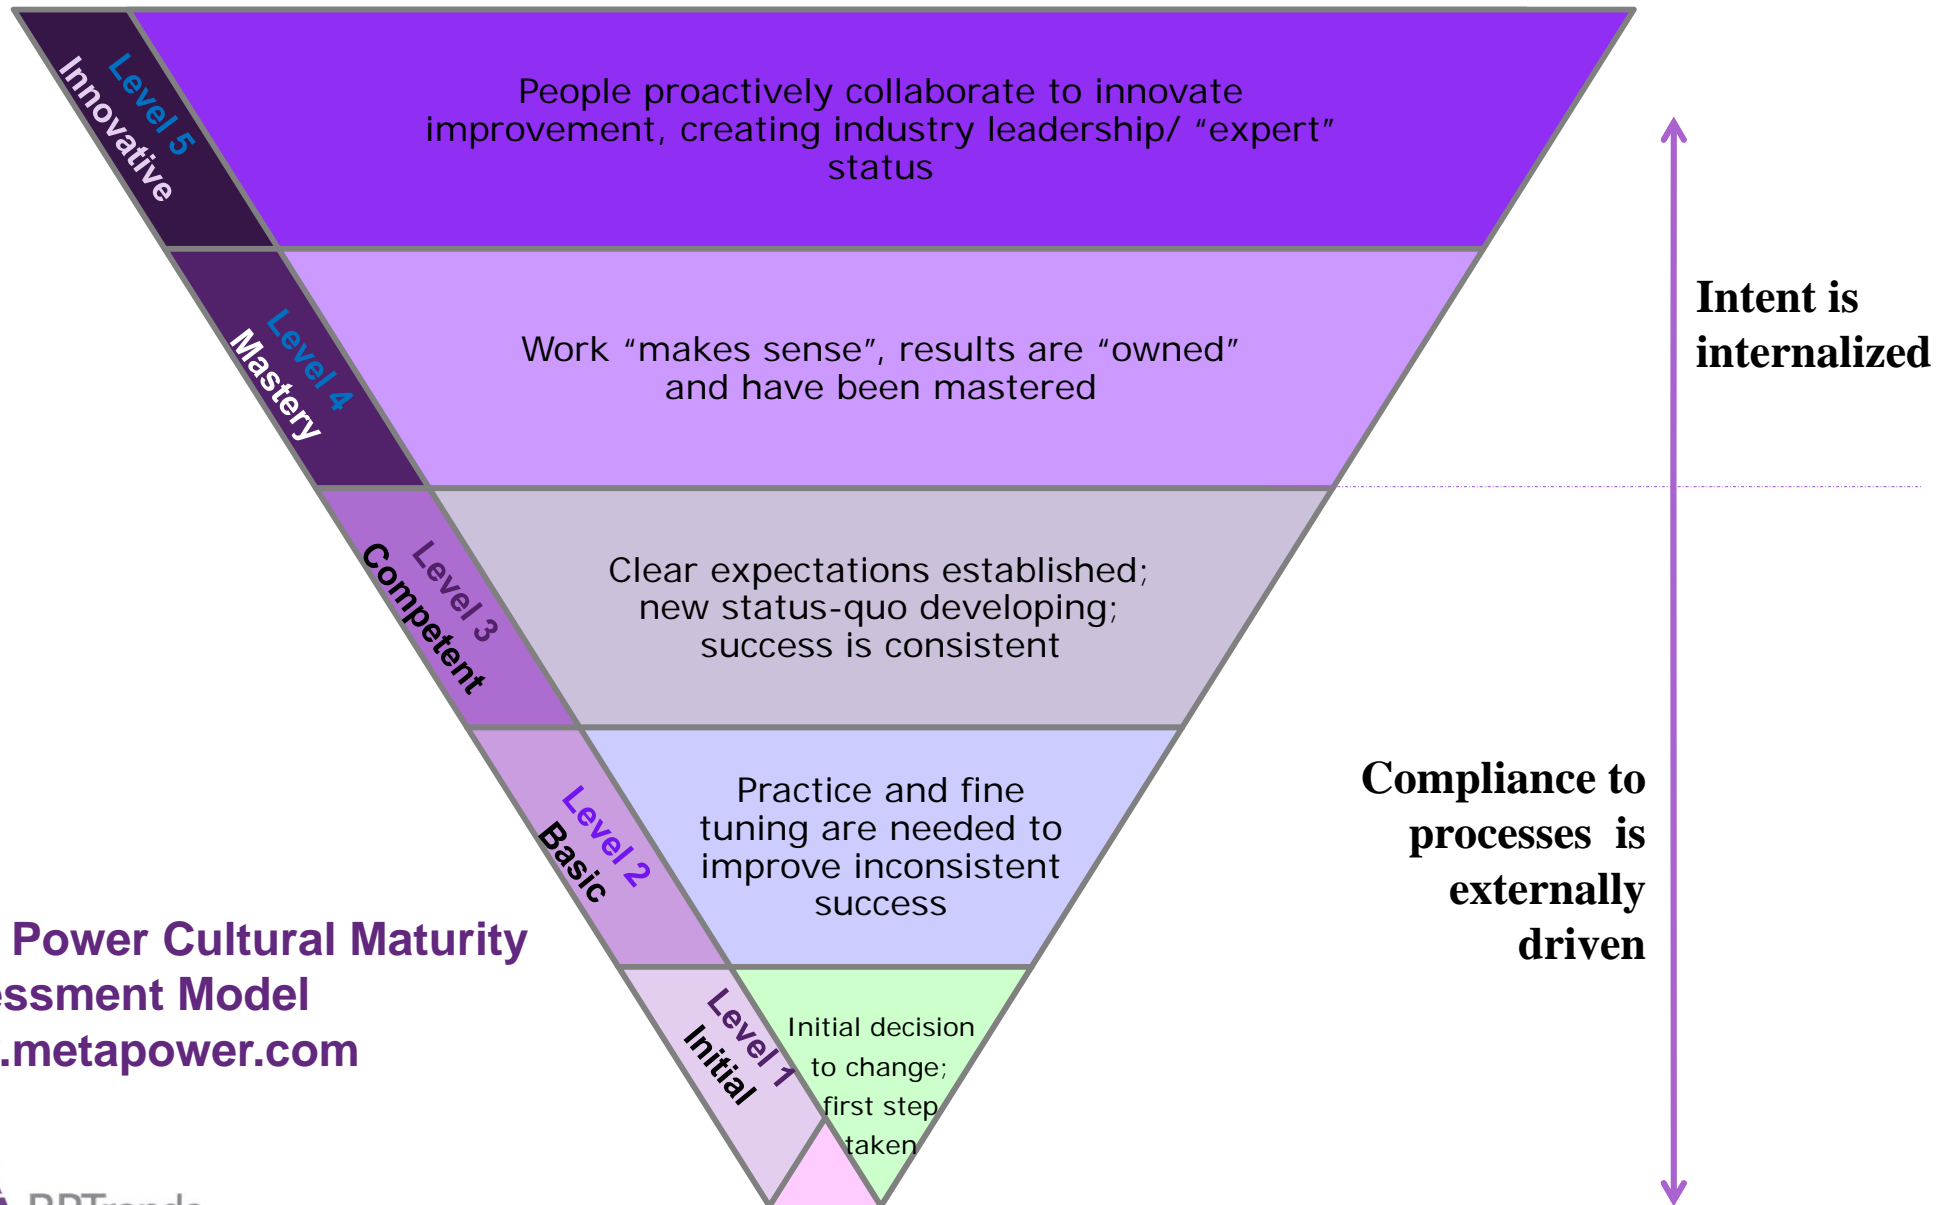 Level 5
Innovative
People proactively collaborate to innovate
improvement, creating industry leadership/ “expert”
status
Level 4
Mastery
Work “makes sense”, results are “owned”
and have been mastered
Intent is
internalized
Level 3
Competent
Clear expectations established;
new status-quo developing;
success is consistent
Level 2
Basic
Practice and fine
tuning are needed to
improve inconsistent
success
Compliance to
processes is
externally
driven
Level 1
Initial
Initial decision
to change;
first step
taken
Power Cultural Maturity
essment Model
.metapower.com